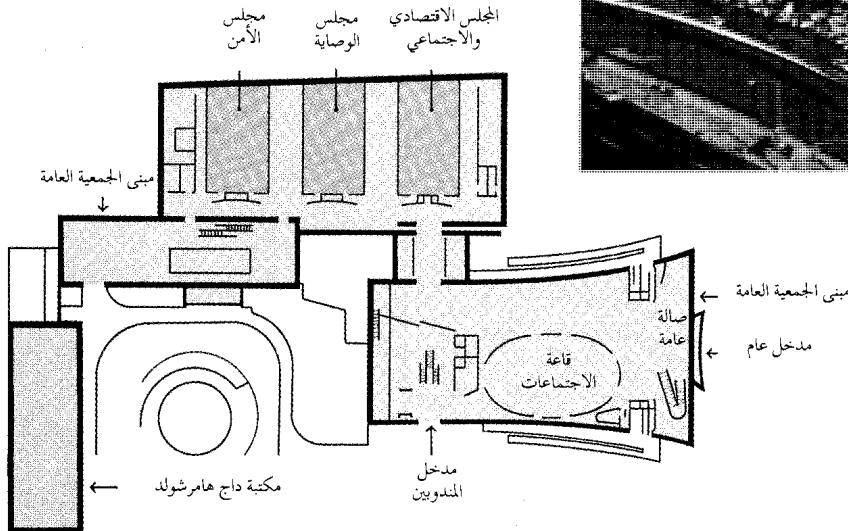 المجلس الاقتصادي
والاجتماعي
مجلس
الوصاية
مجلس
الأمن
مبنى الجمعية العامة
مبنى الجمعية العامة
صالة
عامة
مدخل عام
قاعة
الاجتماعات
مدخل
المندوبين
مكتبة داج هامرشولد